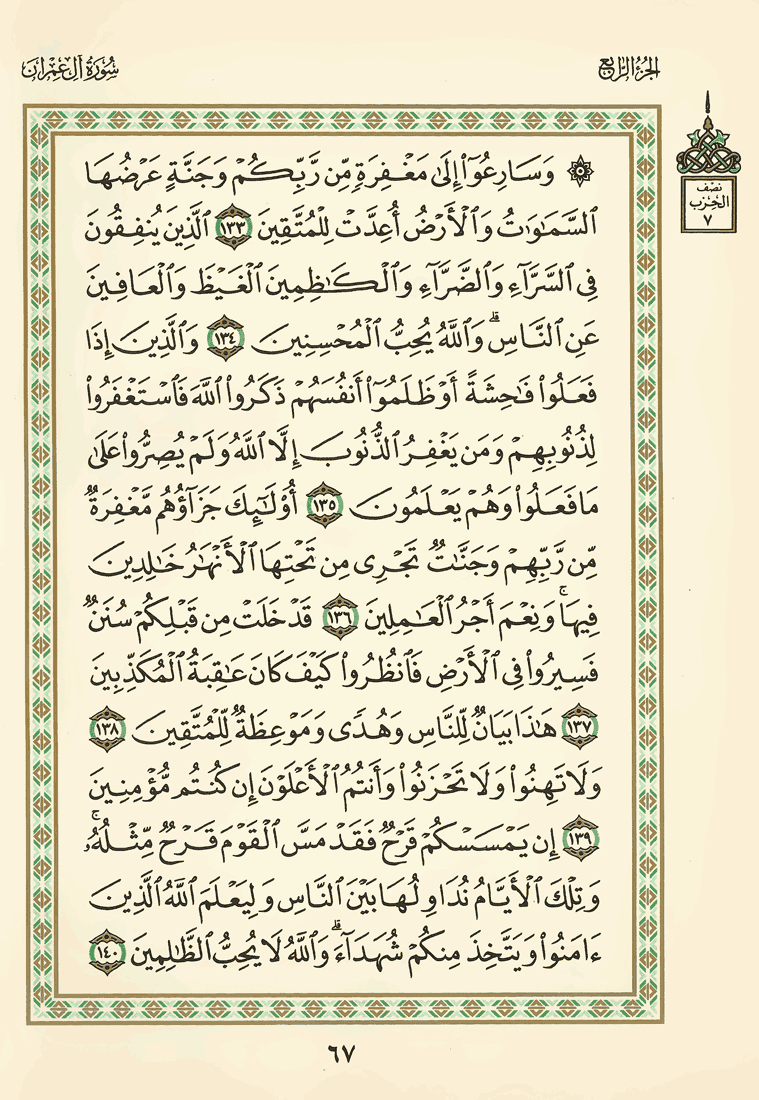 الجزء الرابع
سورة آل عمران
نصف
الحزب
٧
۞ وَسَارِعُوٓا۟ إِلَىٰ مَغْفِرَةٍ مِّن رَّبِّكُمْ وَجَنَّةٍ عَرْضُهَا
ٱلسَّمَـٰوَٰتُ وَٱلْأَرْضُ أُعِدَّتْ لِلْمُتَّقِينَ ١٣٣ ٱلَّذِينَ يُنفِقُونَ
فِى ٱلسَّرَّآءِ وَٱلضَّرَّآءِ وَٱلْكَـٰظِمِينَ ٱلْغَيْظَ وَٱلْعَافِينَ
عَنِ ٱلنَّاسِ ۗ وَٱللَّهُ يُحِبُّ ٱلْمُحْسِنِينَ ١٣٤ وَٱلَّذِينَ إِذَا
فَعَلُوا۟ فَـٰحِشَةً أَوْ ظَلَمُوٓا۟ أَنفُسَهُمْ ذَكَرُوا۟ ٱللَّهَ فَٱسْتَغْفَرُوا۟
لِذُنُوبِهِمْ وَمَن يَغْفِرُ ٱلذُّنُوبَ إِلَّا ٱللَّهُ وَلَمْ يُصِرُّوا۟ عَلَىٰ
مَا فَعَلُوا۟ وَهُمْ يَعْلَمُونَ ١٣٥ أُو۟لَـٰٓئِكَ جَزَآؤُهُم مَّغْفِرَةٌ
مِّن رَّبِّهِمْ وَجَنَّـٰتٌ تَجْرِى مِن تَحْتِهَا ٱلْأَنْهَـٰرُ خَـٰلِدِينَ
فِيهَا ۚ وَنِعْمَ أَجْرُ ٱلْعَـٰمِلِينَ ١٣٦ قَدْ خَلَتْ مِن قَبْلِكُمْ سُنَنٌ
فَسِيرُوا۟ فِى ٱلْأَرْضِ فَٱنظُرُوا۟ كَيْفَ كَانَ عَـٰقِبَةُ ٱلْمُكَذِّبِينَ
١٣٧ هَـٰذَا بَيَانٌ لِّلنَّاسِ وَهُدًى وَمَوْعِظَةٌ لِّلْمُتَّقِينَ ١٣٨
وَلَا تَهِنُوا۟ وَلَا تَحْزَنُوا۟ وَأَنتُمُ ٱلْأَعْلَوْنَ إِن كُنتُم مُّؤْمِنِينَ
١٣٩ إِن يَمْسَسْكُمْ قَرْحٌ فَقَدْ مَسَّ ٱلْقَوْمَ قَرْحٌ مِّثْلُهُۥ ۚ
وَتِلْكَ ٱلْأَيَّامُ نُدَاوِلُهَا بَيْنَ ٱلنَّاسِ وَلِيَعْلَمَ ٱللَّهُ ٱلَّذِينَ
ءَامَنُوا۟ وَيَتَّخِذَ مِنكُمْ شُهَدَآءَ ۗ وَٱللَّهُ لَا يُحِبُّ ٱلظَّـٰلِمِينَ ١٤٠
٦٧